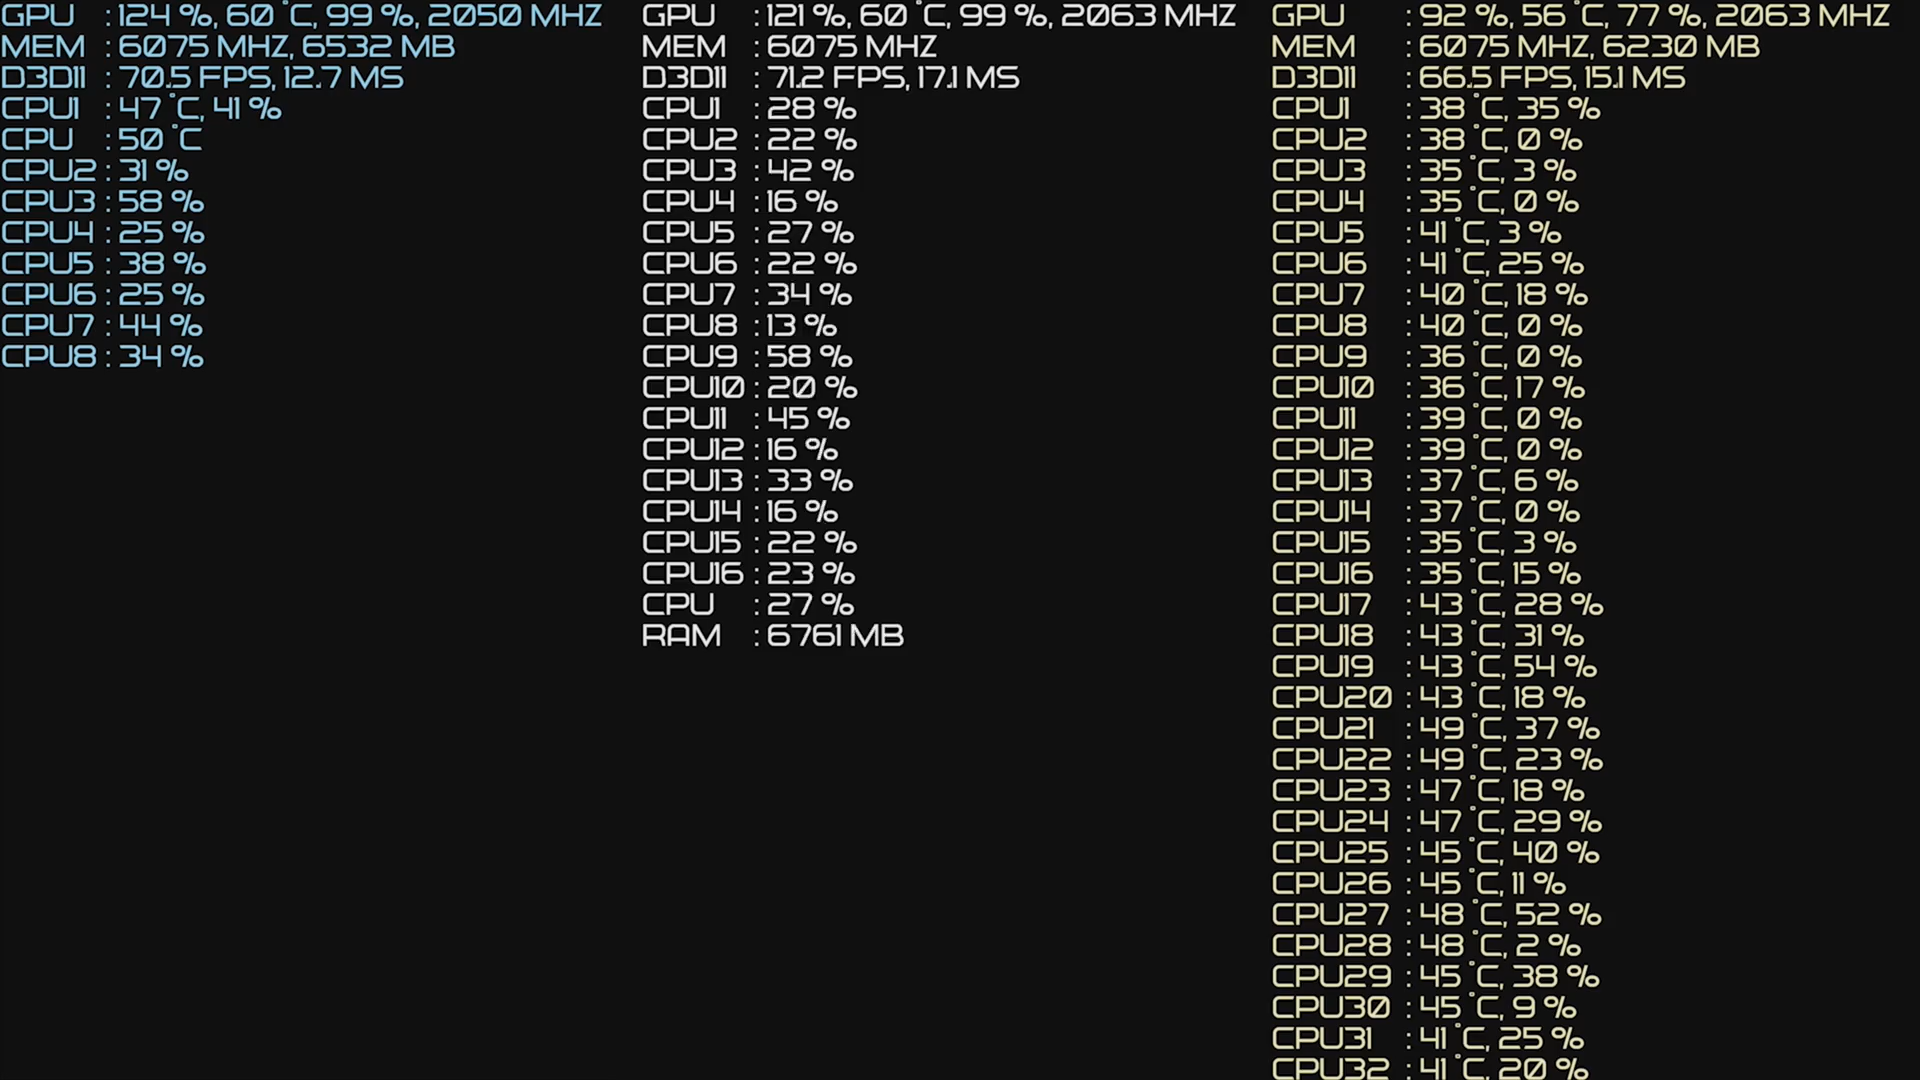 GPU : 124 %, 60 °C, 99 %, 2050 MHZ
MEM : 6075 MHZ, 6532 MB
D3D11 : 70.5 FPS, 12.7 MS
CPU1 : 47 °C, 41 %
CPU : 50 °C
CPU2 : 31 %
CPU3 : 58 %
CPU4 : 25 %
CPU5 : 38 %
CPU6 : 25 %
CPU7 : 44 %
CPU8 : 34 %
GPU : 121 %, 60 °C, 99 %, 2063 MHZ
MEM : 6075 MHZ
D3D11 : 71.2 FPS, 17.1 MS
CPU1 : 28 %
CPU2 : 22 %
CPU3 : 42 %
CPU4 : 16 %
CPU5 : 27 %
CPU6 : 22 %
CPU7 : 34 %
CPU8 : 13 %
CPU9 : 58 %
CPU10 : 20 %
CPU11 : 45 %
CPU12 : 16 %
CPU13 : 33 %
CPU14 : 16 %
CPU15 : 22 %
CPU16 : 23 %
CPU : 27 %
RAM : 6761 MB
GPU : 92 %, 56 °C, 77 %, 2063 MHZ
MEM : 6075 MHZ, 6230 MB
D3D11 : 66.5 FPS, 15.1 MS
CPU1 : 38 °C, 35 %
CPU2 : 38 °C, 0 %
CPU3 : 35 °C, 3 %
CPU4 : 35 °C, 0 %
CPU5 : 41 °C, 3 %
CPU6 : 41 °C, 25 %
CPU7 : 40 °C, 18 %
CPU8 : 40 °C, 0 %
CPU9 : 36 °C, 0 %
CPU10 : 36 °C, 17 %
CPU11 : 39 °C, 0 %
CPU12 : 39 °C, 0 %
CPU13 : 37 °C, 6 %
CPU14 : 37 °C, 0 %
CPU15 : 35 °C, 3 %
CPU16 : 35 °C, 15 %
CPU17 : 43 °C, 28 %
CPU18 : 43 °C, 31 %
CPU19 : 43 °C, 54 %
CPU20 : 43 °C, 18 %
CPU21 : 49 °C, 37 %
CPU22 : 49 °C, 23 %
CPU23 : 47 °C, 18 %
CPU24 : 47 °C, 29 %
CPU25 : 45 °C, 40 %
CPU26 : 45 °C, 11 %
CPU27 : 48 °C, 52 %
CPU28 : 48 °C, 2 %
CPU29 : 45 °C, 38 %
CPU30 : 45 °C, 9 %
CPU31 : 41 °C, 25 %
CPU32 : 41 °C, 20 %